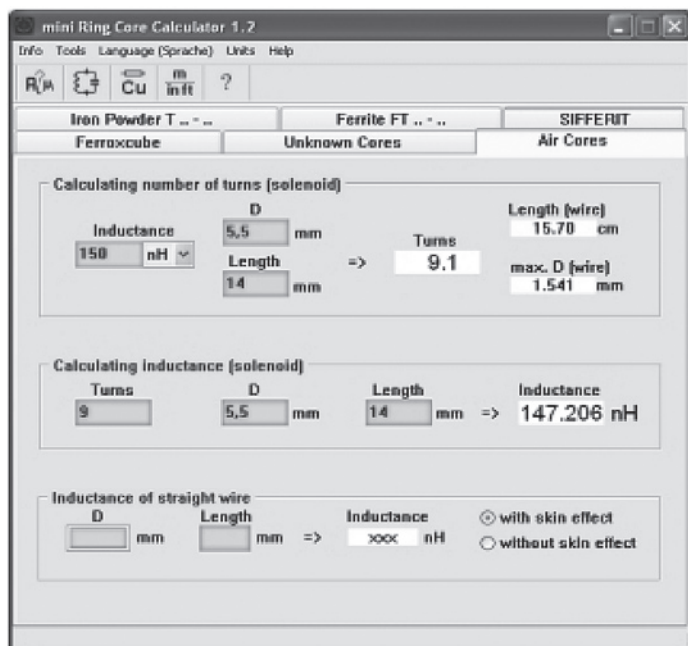 mini Ring Core Calculator 1.2
Info Tools Language (Sprache) Units Help
Cu m in ft ?
Iron Powder T .. - .. Ferrite FT .. - .. SIFFERIT
Ferroxcube Unknown Cores Air Cores
Calculating number of turns (solenoid)
Inductance
150 nH
D
5,5 mm
Length
14 mm
=>
Turns
9.1
Length (wire)
15.70 cm
max. D (wire)
1.541 mm
Calculating inductance (solenoid)
Turns D Length Inductance
9 5,5 mm 14 mm => 147.206 nH
Inductance of straight wire
D Length Inductance
mm mm => xxx nH
with skin effect
without skin effect